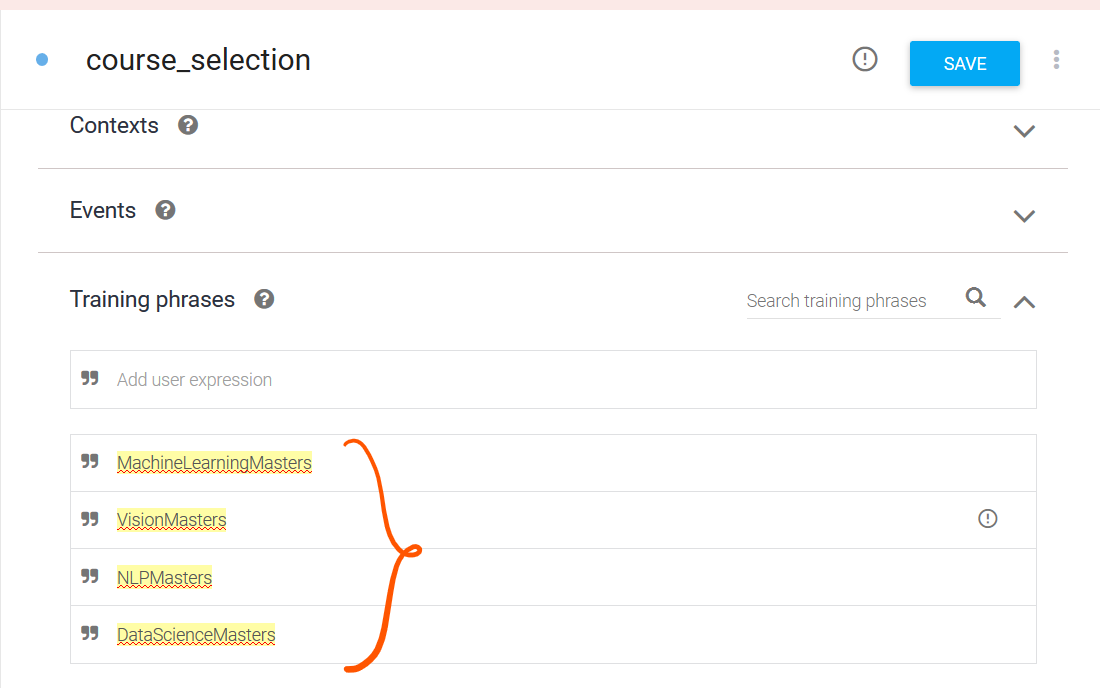 course_selection
SAVE
Contexts
Events
Training phrases
Search training phrases
Add user expression
MachineLearningMasters
VisionMasters
NLPMasters
DataScienceMasters